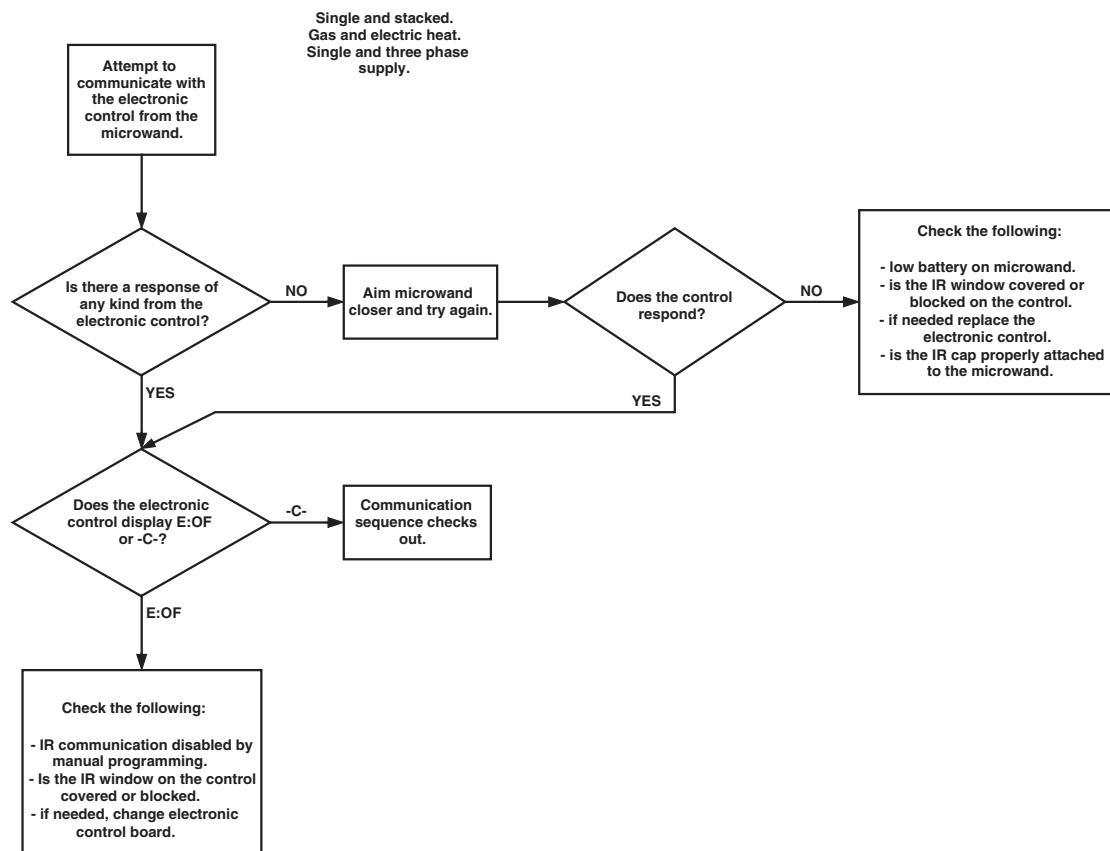 Single and stacked.
Gas and electric heat.
Single and three phase
supply.
Attempt to
communicate with
the electronic
control from the
microwand.
Is there a response of
any kind from the
electronic control?
NO
Aim microwand
closer and try again.
Does the control
respond?
NO
Check the following:
- low battery on microwand.
- is the IR window covered or
blocked on the control.
- if needed replace the
electronic control.
- is the IR cap properly attached
to the microwand.
YES
YES
Does the electronic
control display E:OF
or -C-?
-C-
Communication
sequence checks
out.
E:OF
Check the following:
- IR communication disabled by
manual programming.
- Is the IR window on the control
covered or blocked.
- if needed, change electronic
control board.